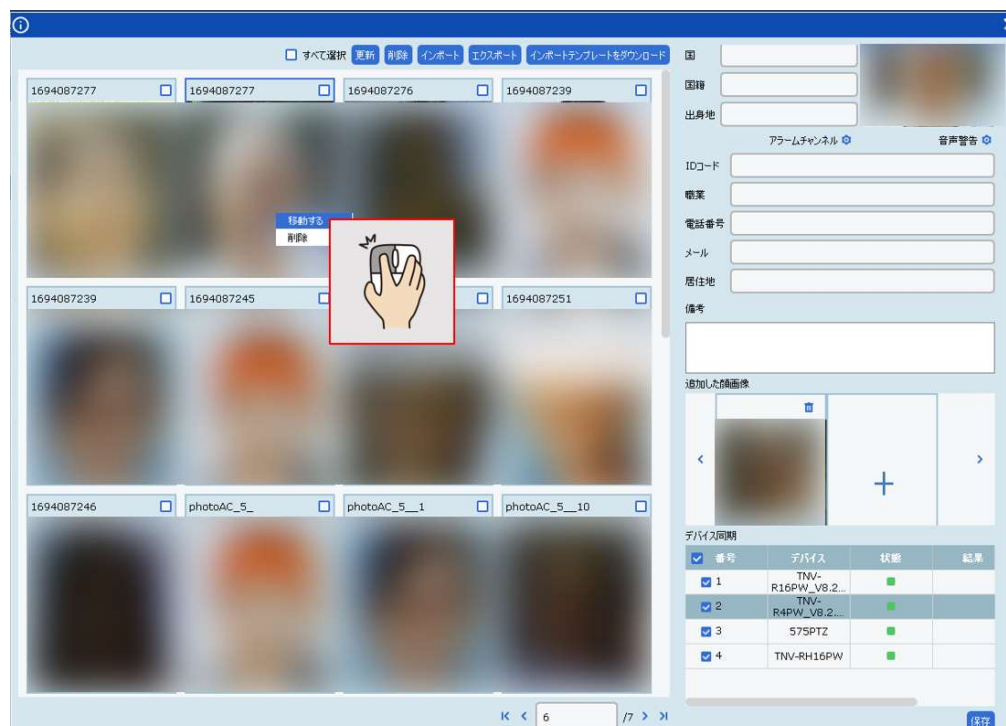 すべて選択 更新 削除 インポート エクスポート インポートテンプレートをダウンロード
1694087277 1694087277 1694087276 1694087239
移動する
削除
1694087239 1694087245 1694087251
1694087246 photoAC_5_ photoAC_5__1 photoAC_5__10
6 /7
国
国籍
出身地
アラームチャンネル 音声警告
IDコード
職業
電話番号
メール
居住地
備考
追加した顔画像
デバイス同期
番号 デバイス 状態 結果
1 TNV-R16PW_V8.2...
2 TNV-R4PW_V8.2...
3 575PTZ
4 TNV-RH16PW
保存